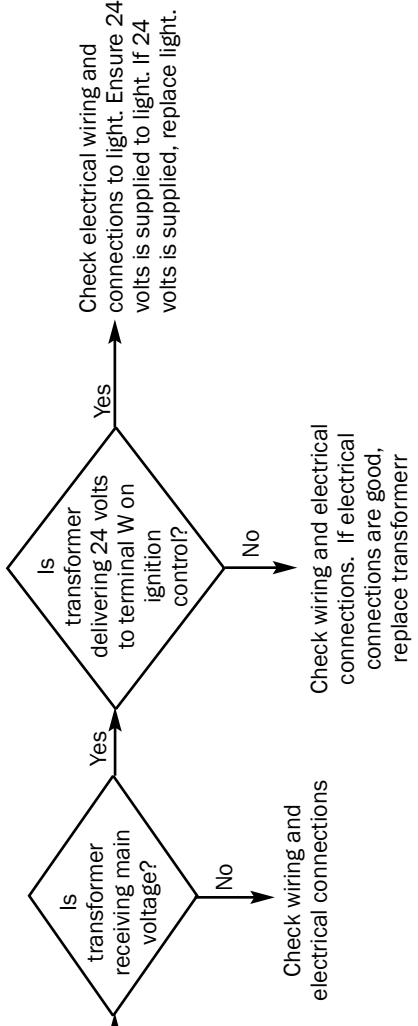 Is
transformer
receiving main
voltage?
Yes
No
Check wiring and
electrical connections
Is
transformer
delivering 24 volts
to terminal W on
ignition
control?
Yes
No
Check wiring and electrical
connections. If electrical
connections are good,
replace transformerr
Check electrical wiring and
connections to light. Ensure 24
volts is supplied to light. If 24
volts is supplied, replace light.